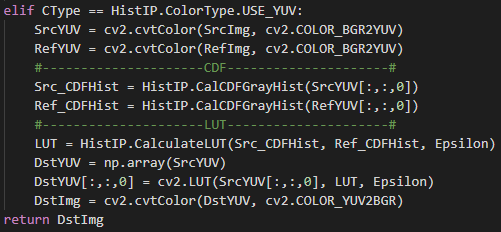 elif CType == HistIP.ColorType.USE_YUV:
    SrcYUV = cv2.cvtColor(SrcImg, cv2.COLOR_BGR2YUV)
    RefYUV = cv2.cvtColor(RefImg, cv2.COLOR_BGR2YUV)
    #--------------------CDF--------------------#
    Src_CDFHist = HistIP.CalCDFGrayHist(SrcYUV[:,:,0])
    Ref_CDFHist = HistIP.CalCDFGrayHist(RefYUV[:,:,0])
    #--------------------LUT--------------------#
    LUT = HistIP.CalculateLUT(Src_CDFHist, Ref_CDFHist, Epsilon)
    DstYUV = np.array(SrcYUV)
    DstYUV[:,:,0] = cv2.LUT(SrcYUV[:,:,0], LUT, Epsilon)
    DstImg = cv2.cvtColor(DstYUV, cv2.COLOR_YUV2BGR)
return DstImg